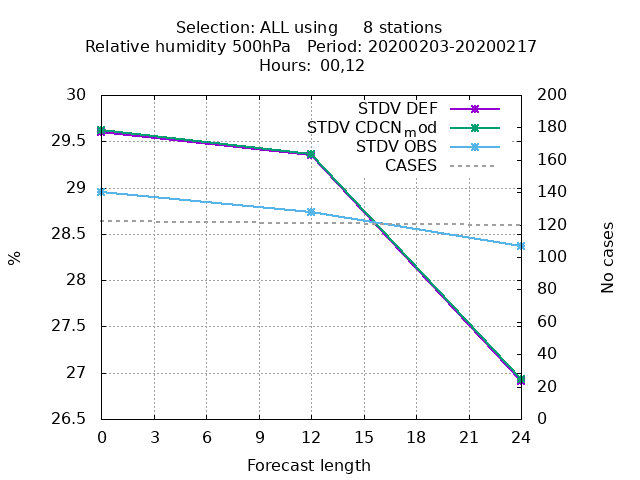 Selection: ALL using     8 stations
Relative humidity 500hPa   Period: 20200203-20200217
Hours: 00,12
30
29.5
29
28.5
28
27.5
27
26.5
%
200
180
160
140
120
100
80
60
40
20
0
No cases
STDV DEF
STDV CDCNmod
STDV OBS
CASES
0 3 6 9 12 15 18 21 24
Forecast length